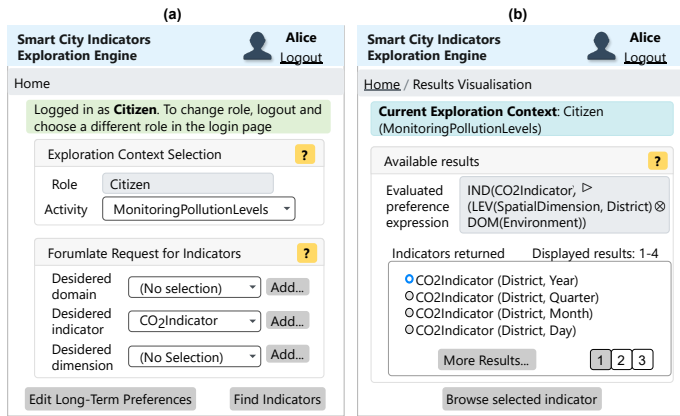 (a)
Smart City Indicators
Exploration Engine
Alice
Logout
Home
Logged in as Citizen. To change role, logout and
choose a different role in the login page
Exploration Context Selection
?
Role
Citizen
Activity
MonitoringPollutionLevels
Forumlate Request for Indicators
?
Desidered
domain
(No selection)
Add...
Desidered
indicator
CO2Indicator
Add...
Desidered
dimension
(No Selection)
Add...
Edit Long-Term Preferences
Find Indicators
(b)
Smart City Indicators
Exploration Engine
Alice
Logout
Home / Results Visualisation
Current Exploration Context: Citizen
(MonitoringPollutionLevels)
Available results
?
Evaluated
preference
expression
IND(CO2Indicator, ▷
(LEV(SpatialDimension, District) ⊗
DOM(Environment))
Indicators returned
Displayed results: 1-4
CO2Indicator (District, Year)
CO2Indicator (District, Quarter)
CO2Indicator (District, Month)
CO2Indicator (District, Day)
More Results...
1 2 3
Browse selected indicator